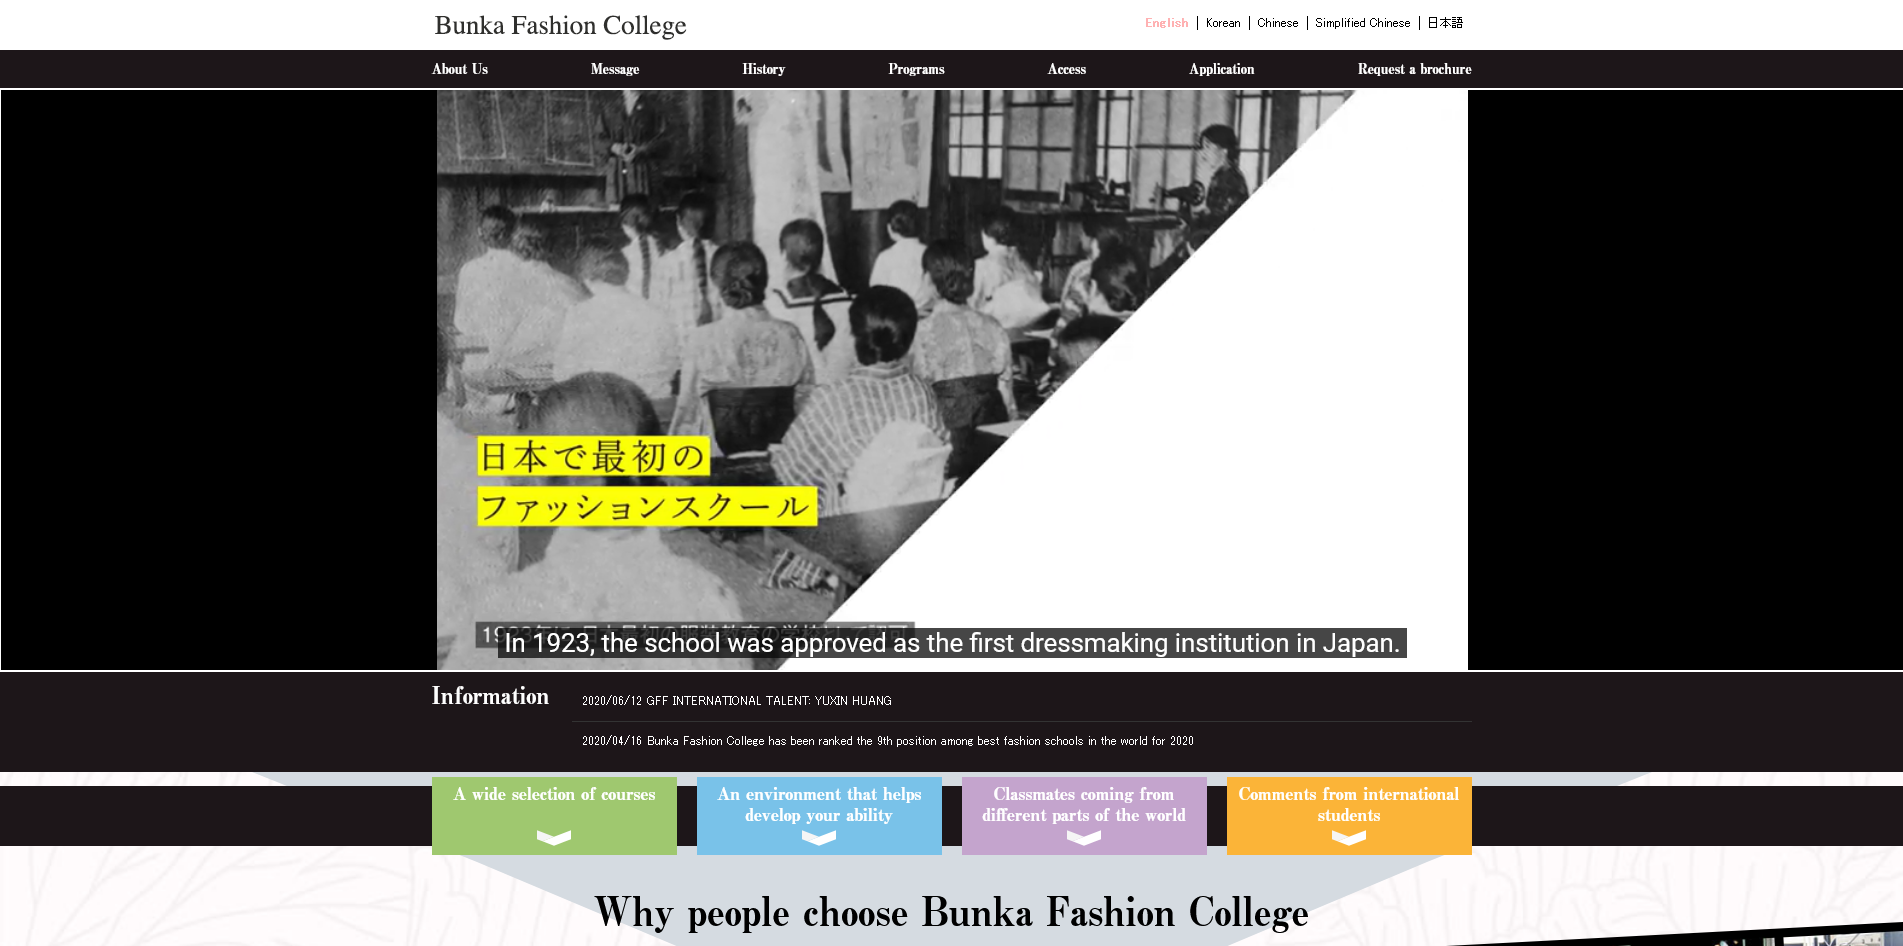 Bunka Fashion College
English | Korean | Chinese | Simplified Chinese | 日本語
About Us Message History Programs Access Application Request a brochure
日本で最初の
ファッションスクール
In 1923, the school was approved as the first dressmaking institution in Japan.
Information
2020/06/12 GFF INTERNATIONAL TALENT: YUXIN HUANG
2020/04/16 Bunka Fashion College has been ranked the 9th position among best fashion schools in the world for 2020
A wide selection of courses
An environment that helps
develop your ability
Classmates coming from
different parts of the world
Comments from international
students
Why people choose Bunka Fashion College